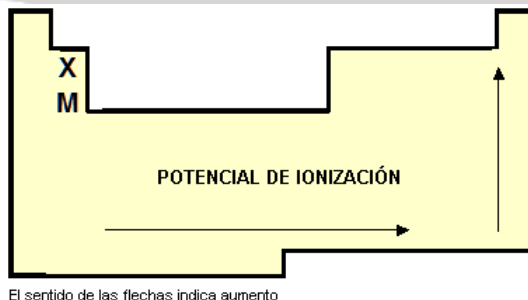 X
M
POTENCIAL DE IONIZACIÓN
El sentido de las flechas indica aumento